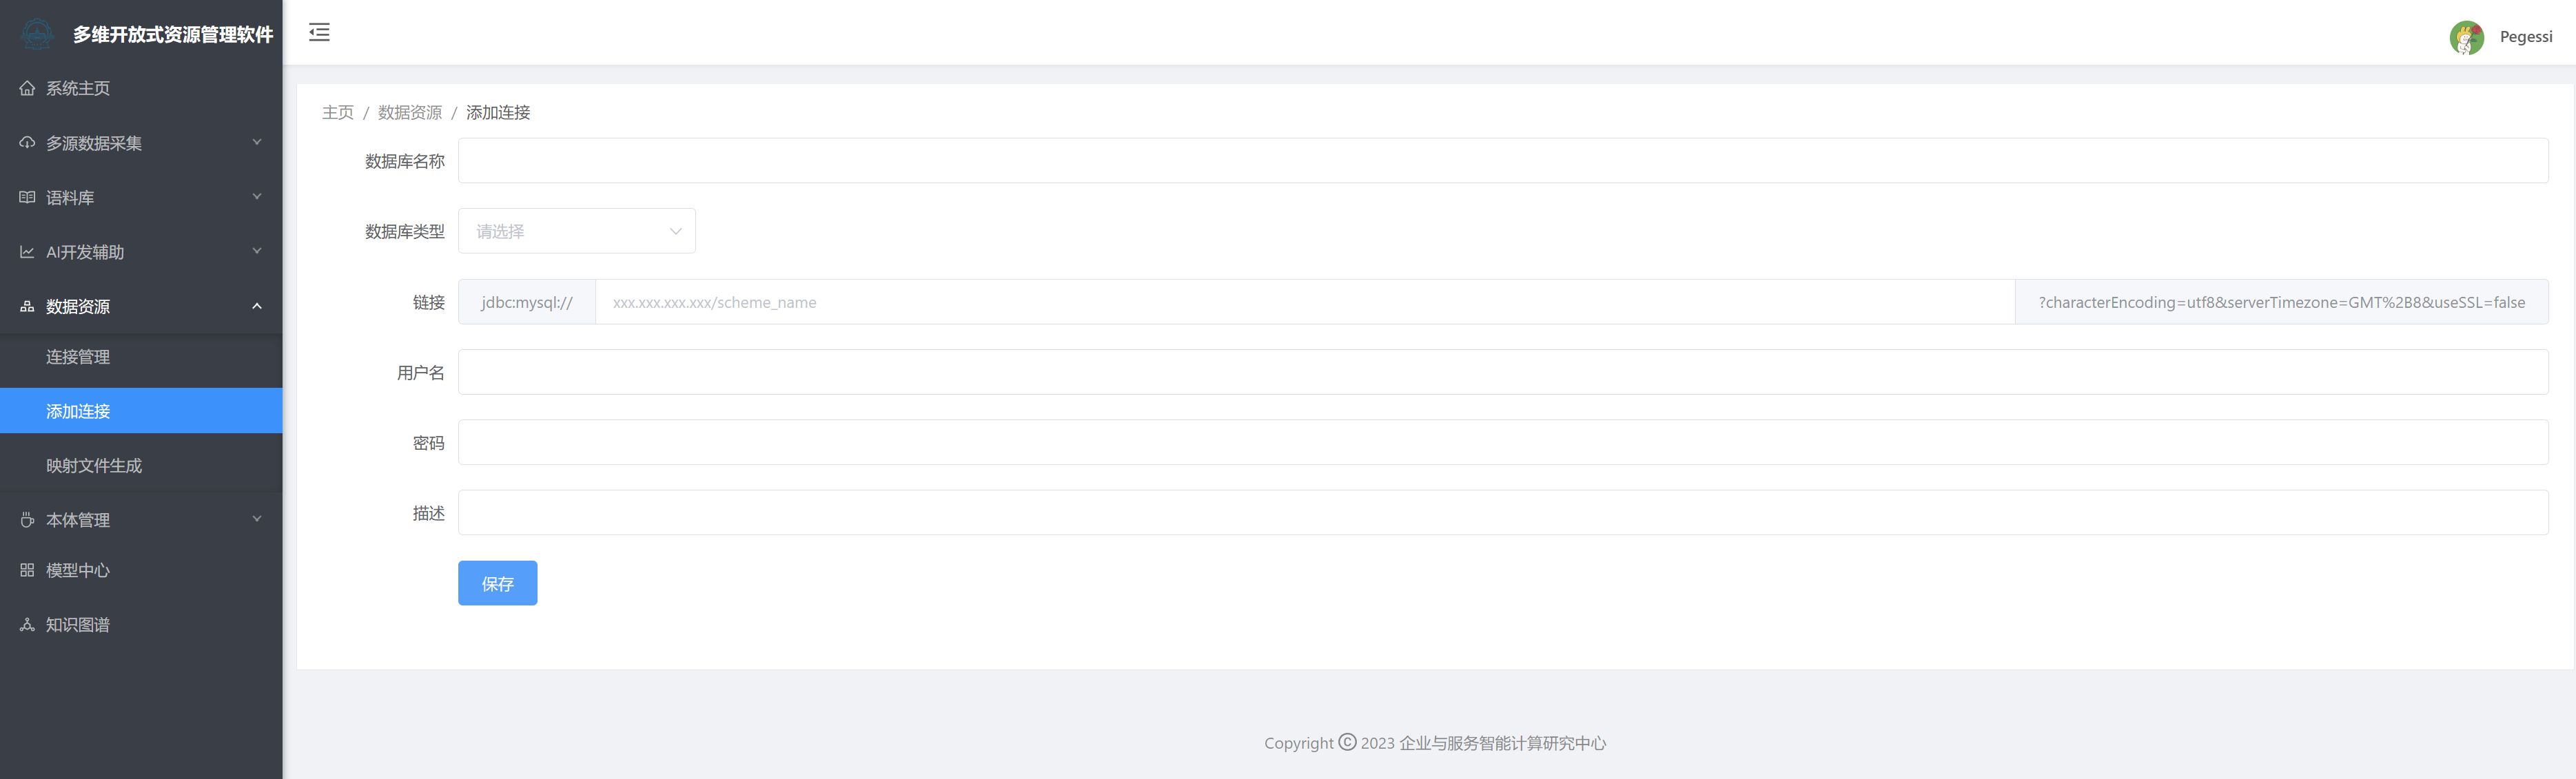 多维开放式资源管理软件
Pegessi
系统主页
多源数据采集
语料库
AI开发辅助
数据资源
连接管理
添加连接
映射文件生成
本体管理
模型中心
知识图谱
主页 / 数据资源 / 添加连接
数据库名称
数据库类型 请选择
链接 jdbc:mysql:// xxx.xxx.xxx.xxx/scheme_name ?characterEncoding=utf8&serverTimezone=GMT%2B8&useSSL=false
用户名
密码
描述
保存
Copyright © 2023 企业与服务智能计算研究中心